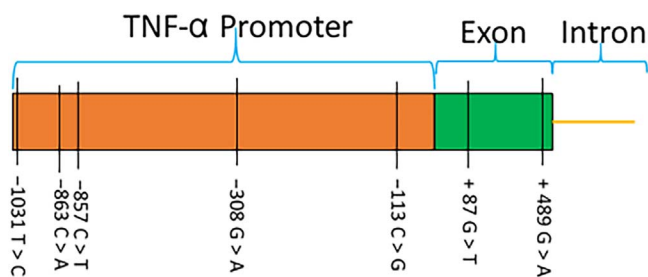 TNF-α Promoter
Exon
Intron
–1031 T > C
–863 C > A
–857 C > T
–308 G > A
–113 C > G
+ 87 G > T
+ 489 G > A